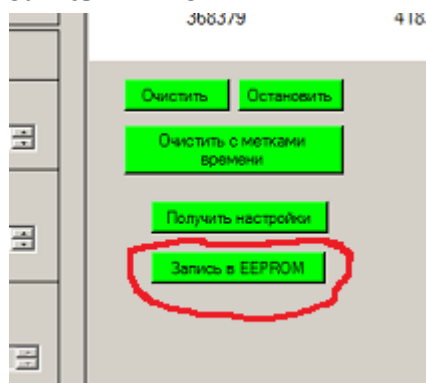 368379
Очистить Остановить
Очистить с метками
времени
Получить настройки
Запись в EEPROM